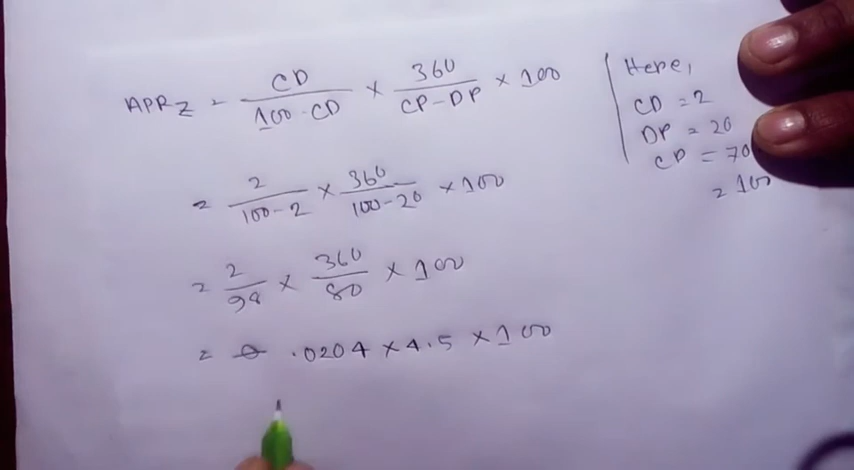 APR Z = CD / 100 - CD × 360 / CP - DP × 100
= 2 / 100 - 2 × 360 / 100 - 20 × 100
= 2 / 98 × 360 / 80 × 100
= .0204 × 4.5 × 100
Here,
CD = 2
DP = 20
CP = 70
= 100